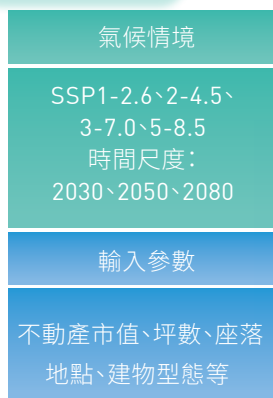 氣候情境
SSP1-2.6、2-4.5、
3-7.0、5-8.5
時間尺度：
2030、2050、2080
輸入參數
不動產市值、坪數、座落
地點、建物型態等